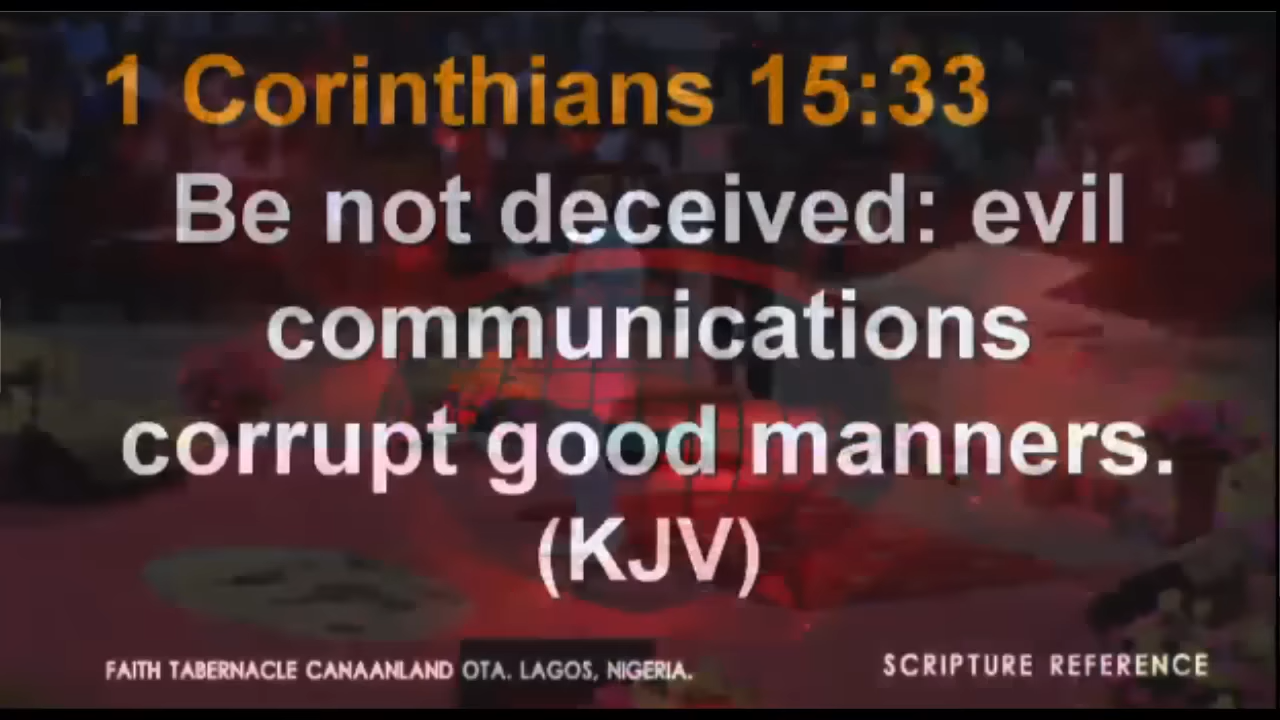 1 Corinthians 15:33
Be not deceived: evil
communications
corrupt good manners.
(KJV)
FAITH TABERNACLE CANAANLAND OTA. LAGOS, NIGERIA.
SCRIPTURE REFERENCE